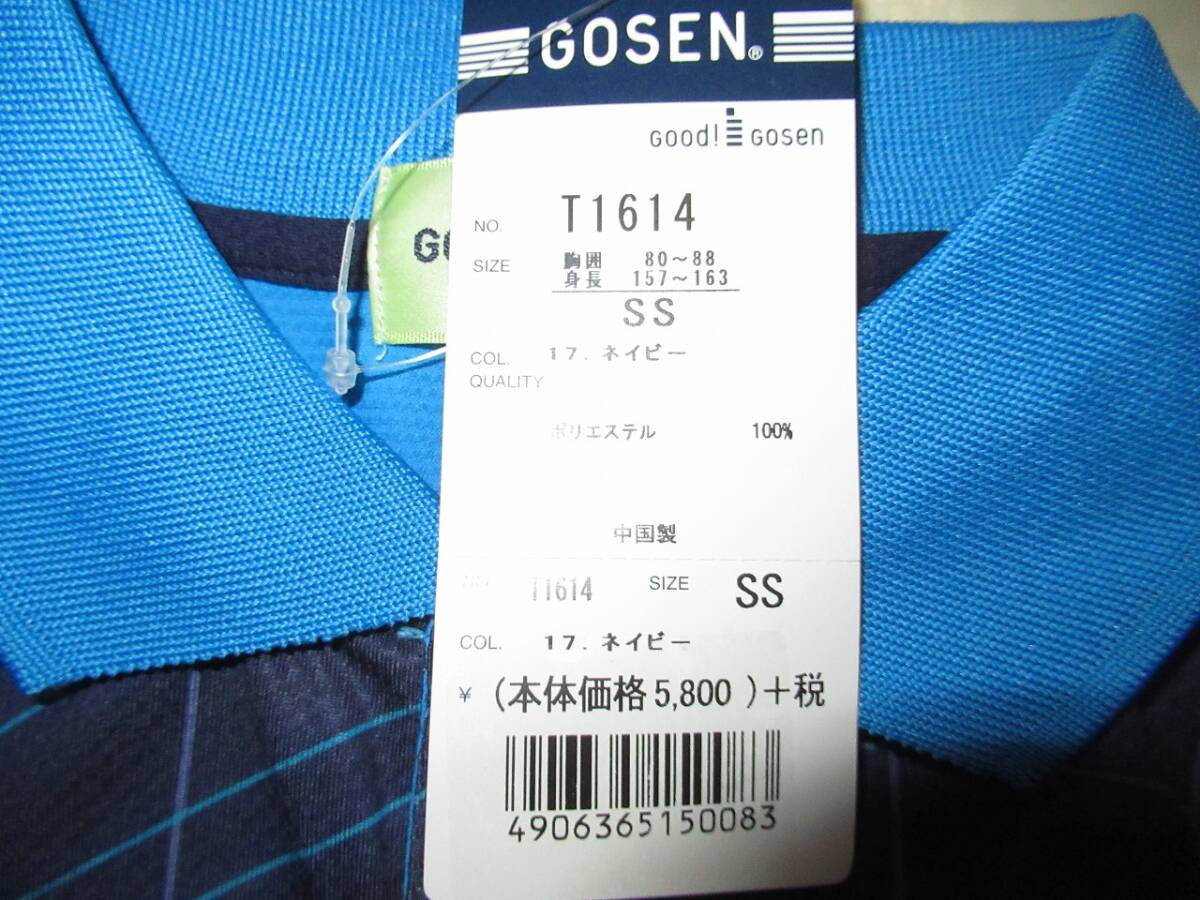 GOSEN®
GOOD! GOSEN
NO. T1614
SIZE 胸囲 80～88
身長 157～163
SS
COL. 17.ネイビー
QUALITY
ポリエステル 100%
中国製
NO. T1614 SIZE SS
COL. 17.ネイビー
¥ (本体価格5,800 )+税
4906365150083